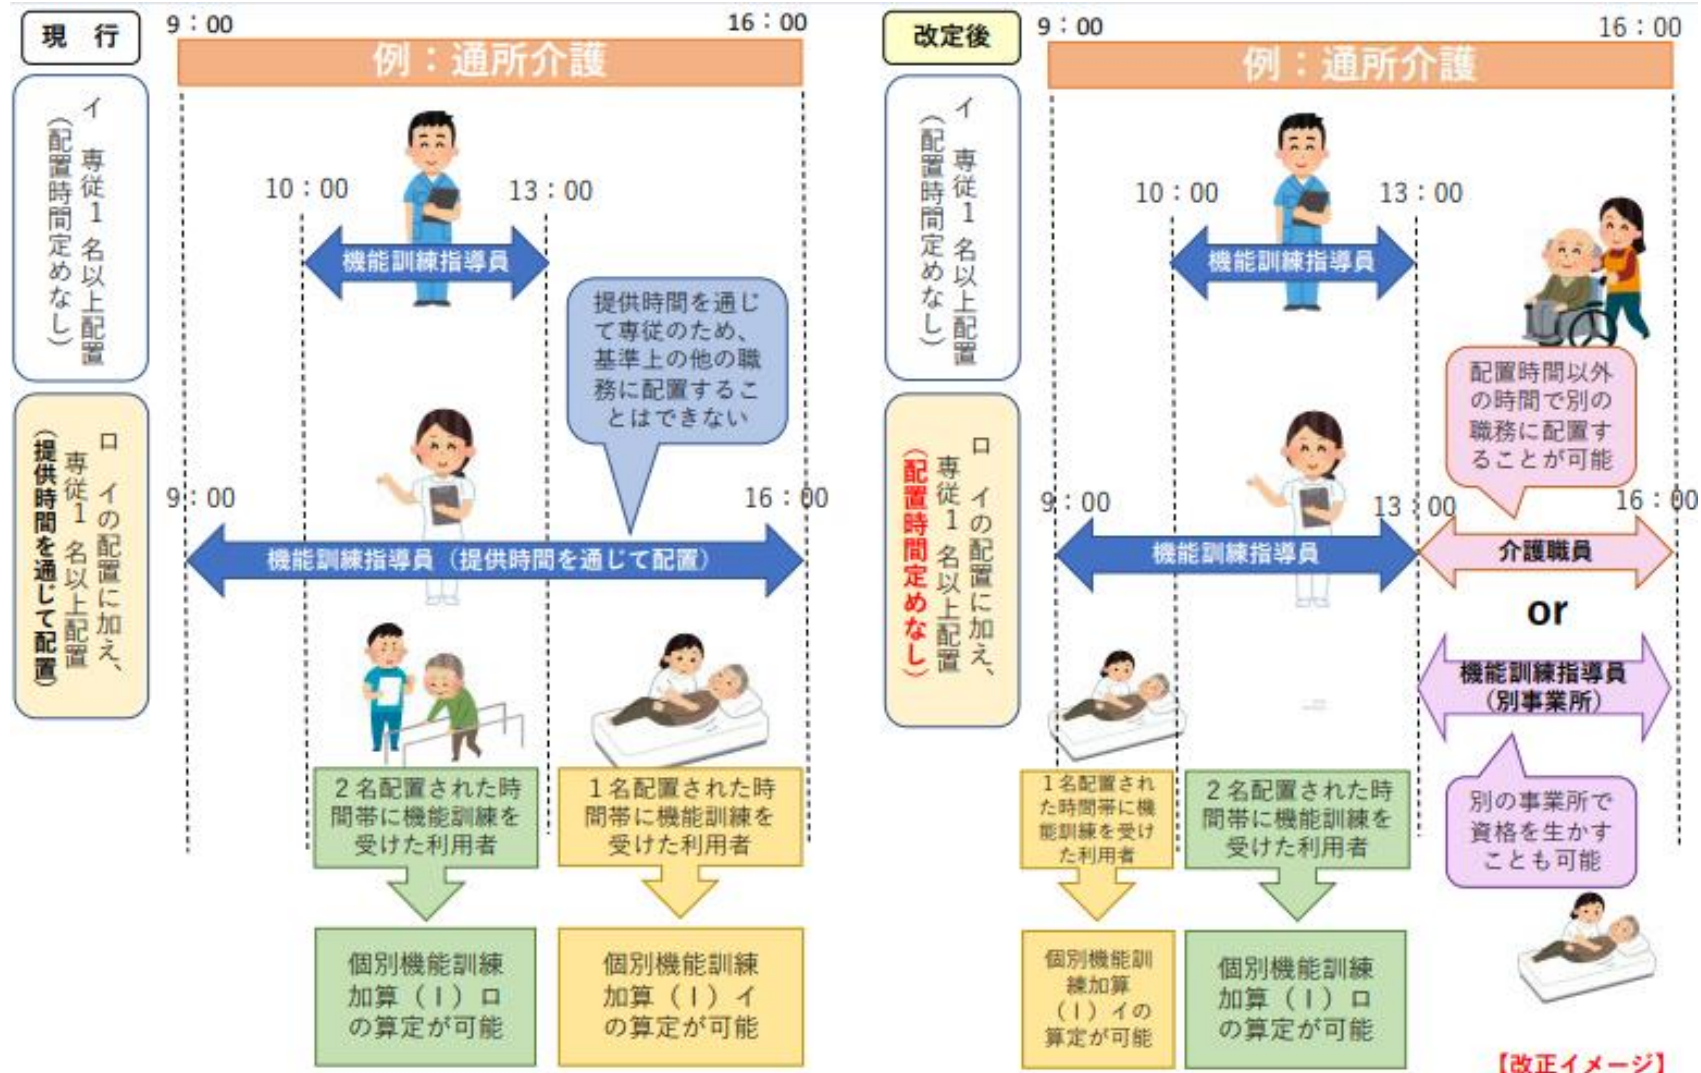 現　行
9：00
16：00
例：通所介護
イ　専従1名以上配置
（配置時間定めなし）
10：00
13：00
機能訓練指導員
提供時間を通じ
て専従のため、
基準上の他の職
務に配置するこ
とはできない
ロ　イの配置に加え、
専従1名以上配置
（提供時間を通じて配置）
9：00
16：00
機能訓練指導員（提供時間を通じて配置）
2名配置された時
間帯に機能訓練を
受けた利用者
1名配置された時
間帯に機能訓練を
受けた利用者
個別機能訓練
加算（Ⅰ）ロ
の算定が可能
個別機能訓練
加算（Ⅰ）イ
の算定が可能
改定後
9：00
16：00
例：通所介護
イ　専従1名以上配置
（配置時間定めなし）
10：00
13：00
機能訓練指導員
配置時間以外
の時間で別の
職務に配置す
ることが可能
ロ　イの配置に加え、
専従1名以上配置
（配置時間定めなし）
9：00
13：00
16：00
機能訓練指導員
介護職員
or
機能訓練指導員
（別事業所）
別の事業所で
資格を生かす
ことも可能
1名配置され
た時間帯に機
能訓練を受け
た利用者
2名配置された時
間帯に機能訓練を
受けた利用者
個別機能訓
練加算
（Ⅰ）イの
算定が可能
個別機能訓練
加算（Ⅰ）ロ
の算定が可能
【改正イメージ】